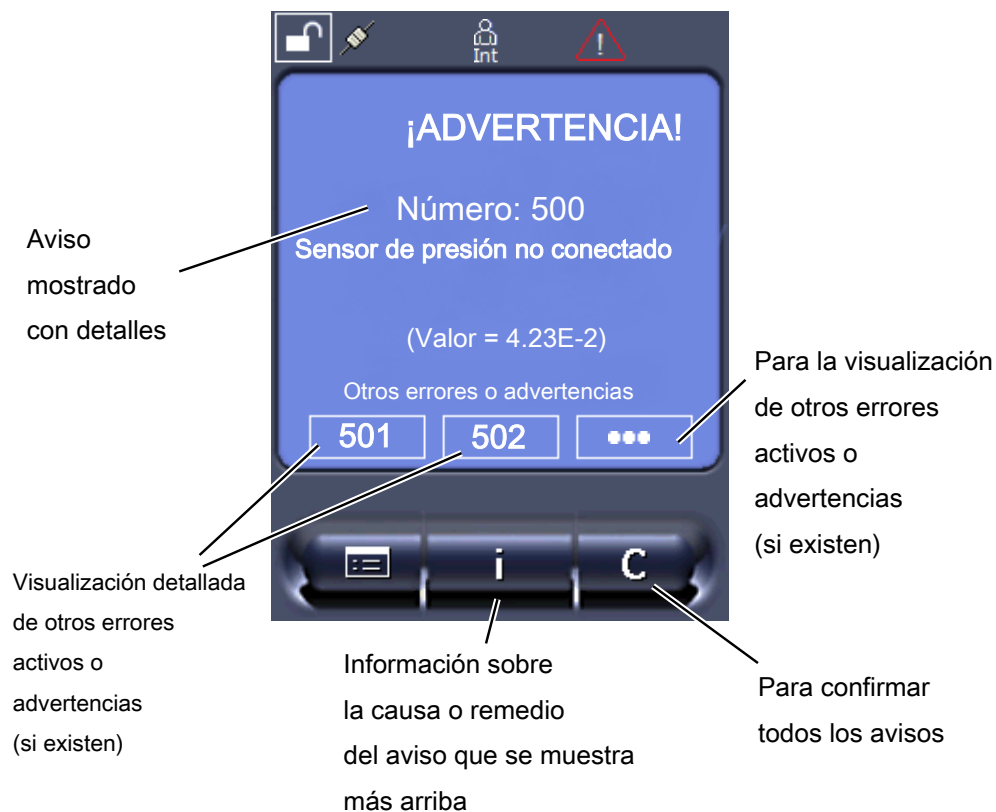 Int
¡ADVERTENCIA!
Número: 500
Sensor de presión no conectado
(Valor = 4.23E-2)
Otros errores o advertencias
501
502
i
C
Aviso
mostrado
con detalles
Para la visualización
de otros errores
activos o
advertencias
(si existen)
Visualización detallada
de otros errores
activos o
advertencias
(si existen)
Información sobre
la causa o remedio
del aviso que se muestra
más arriba
Para confirmar
todos los avisos